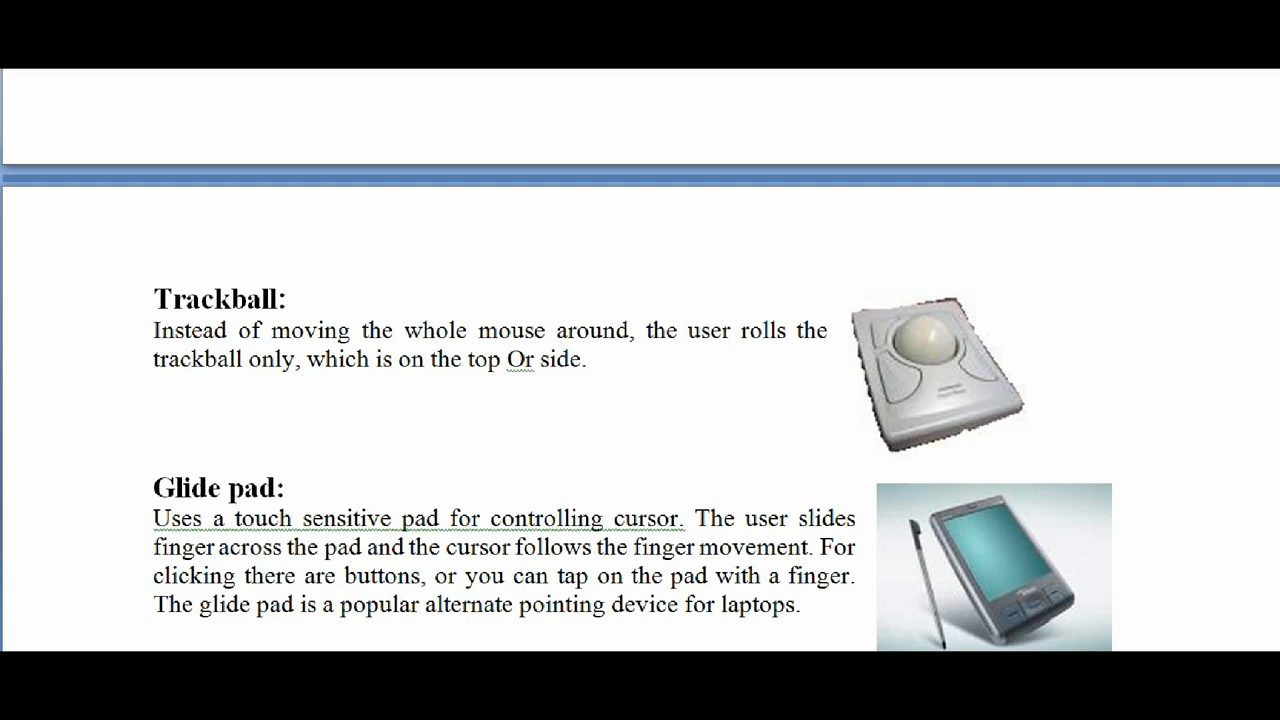 Trackball:
Instead of moving the whole mouse around, the user rolls the
trackball only, which is on the top Or side.
Glide pad:
Uses a touch sensitive pad for controlling cursor. The user slides
finger across the pad and the cursor follows the finger movement. For
clicking there are buttons, or you can tap on the pad with a finger.
The glide pad is a popular alternate pointing device for laptops.